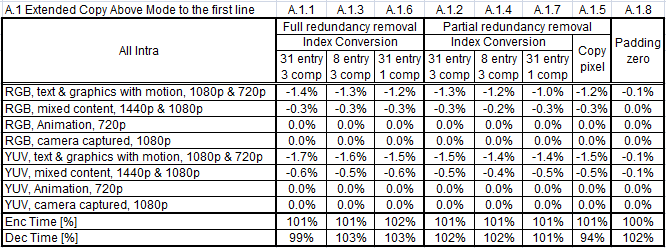 A.1 Extended Copy Above Mode to the first line A.1.1 A.1.3 A.1.6 A.1.2 A.1.4 A.1.7 A.1.5 A.1.8
All Intra Full redundancy removal Partial redundancy removal Padding zero
Index Conversion Index Conversion Copy pixel
31 entry 8 entry 31 entry 31 entry 8 entry 31 entry
3 comp 3 comp 1 comp 3 comp 3 comp 1 comp
RGB, text & graphics with motion, 1080p & 720p -1.4% -1.3% -1.2% -1.3% -1.2% -1.0% -1.2% -0.1%
RGB, mixed content, 1440p & 1080p -0.3% -0.3% -0.3% -0.3% -0.2% -0.3% -0.3% 0.0%
RGB, Animation, 720p 0.0% 0.0% 0.0% 0.0% 0.0% 0.0% 0.0% 0.0%
RGB, camera captured, 1080p 0.0% 0.0% 0.0% 0.0% 0.0% 0.0% 0.0% 0.0%
YUV, text & graphics with motion, 1080p & 720p -1.7% -1.6% -1.5% -1.5% -1.4% -1.4% -1.5% -0.1%
YUV, mixed content, 1440p & 1080p -0.6% -0.5% -0.6% -0.5% -0.4% -0.5% -0.5% -0.1%
YUV, Animation, 720p 0.0% 0.0% 0.0% 0.0% 0.0% 0.0% 0.0% 0.0%
YUV, camera captured, 1080p 0.0% 0.0% 0.0% 0.0% 0.0% 0.0% 0.0% 0.0%
Enc Time [%] 101% 101% 102% 101% 101% 101% 101% 100%
Dec Time [%] 99% 103% 103% 102% 102% 101% 94% 102%